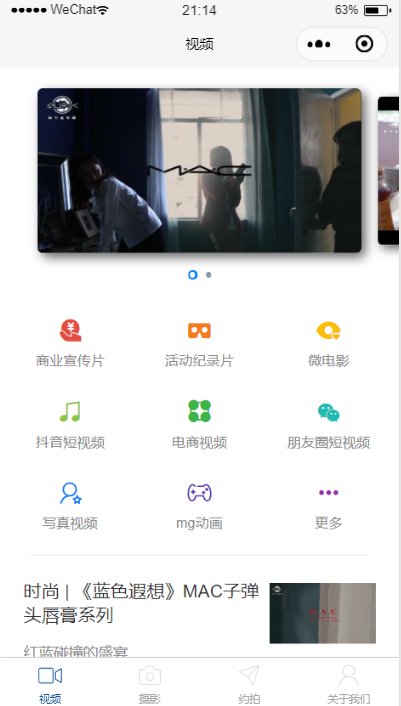 WeChat
21:14
63%
视频
M·A·C
商业宣传片
活动纪录片
微电影
抖音短视频
电商视频
朋友圈短视频
写真视频
mg动画
更多
时尚 | 《蓝色遐想》MAC子弹
头唇膏系列
M.A.C
红蓝碰撞的盛宴
视频
摄影
约拍
关于我们